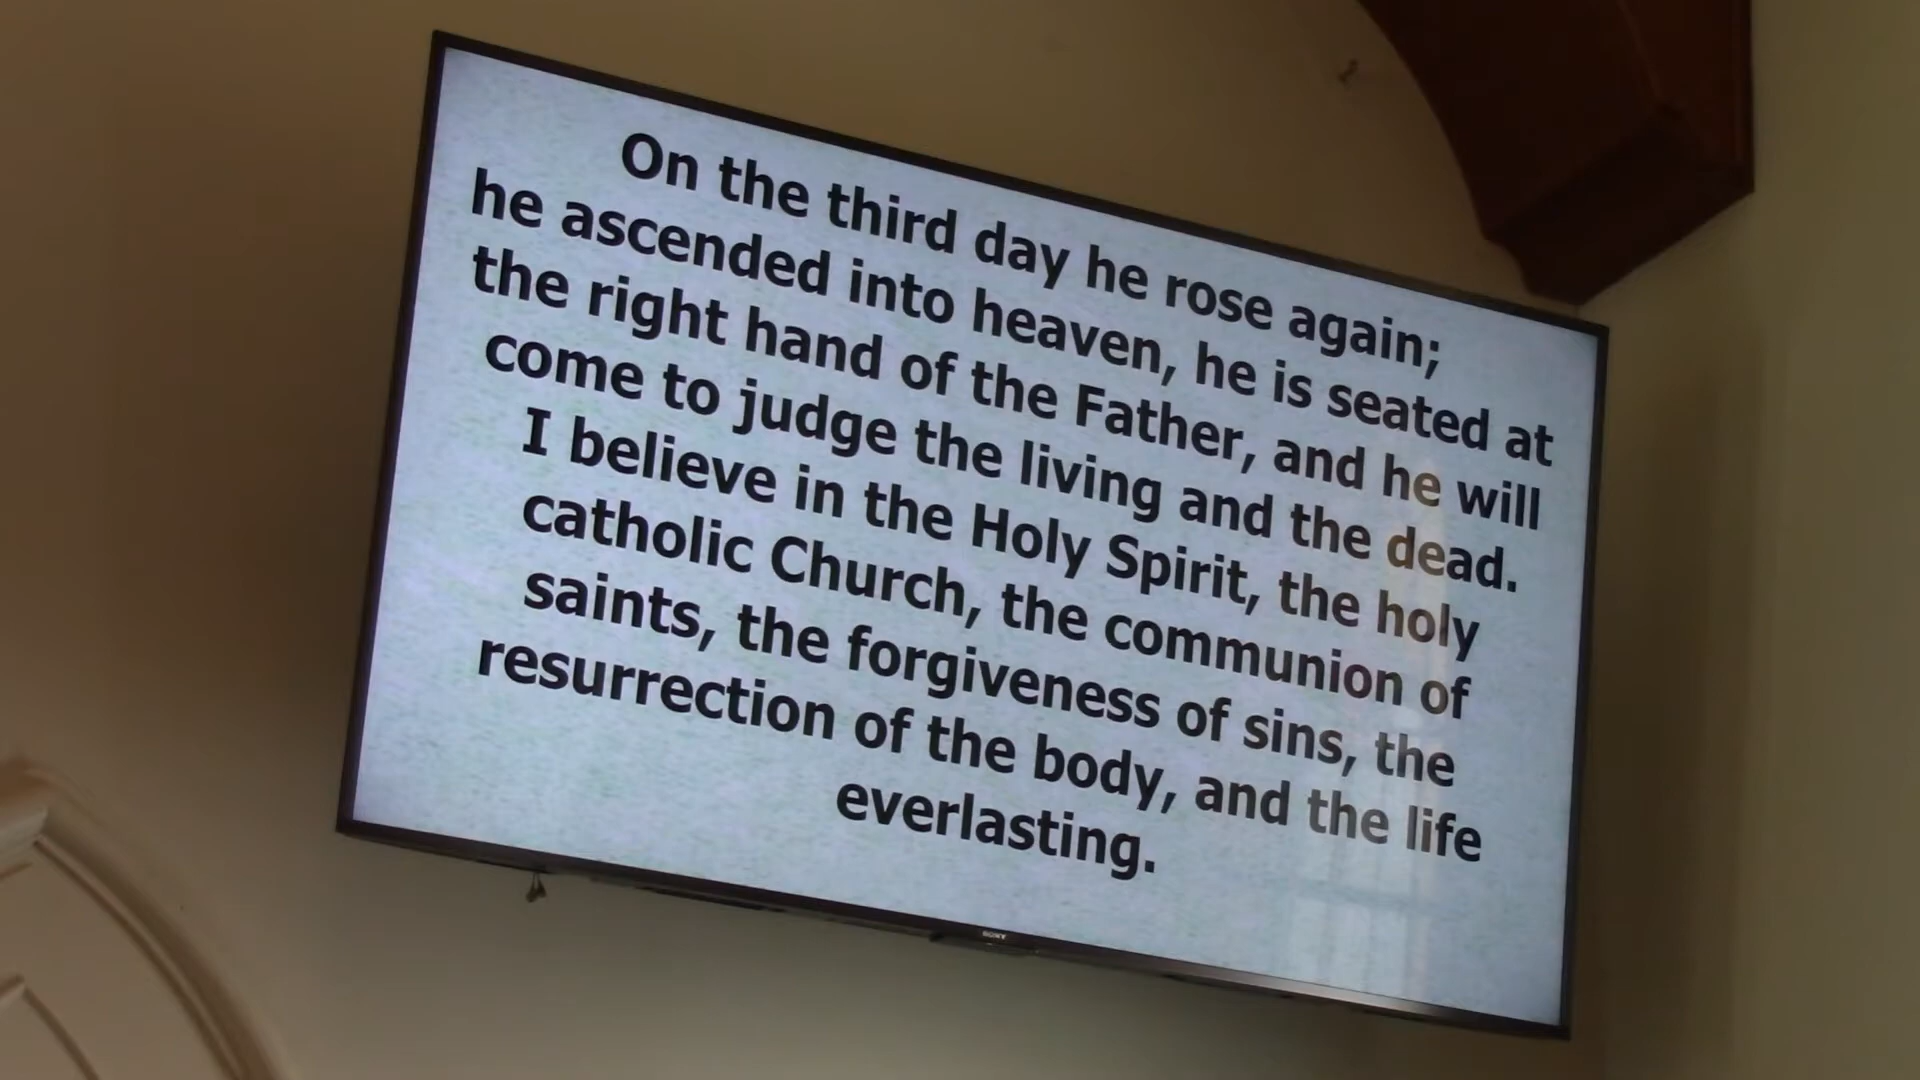 On the third day he rose again;
he ascended into heaven, he is seated at
the right hand of the Father, and he will
come to judge the living and the dead.
I believe in the Holy Spirit, the holy
catholic Church, the communion of
saints, the forgiveness of sins, the
resurrection of the body, and the life
everlasting.
SONY